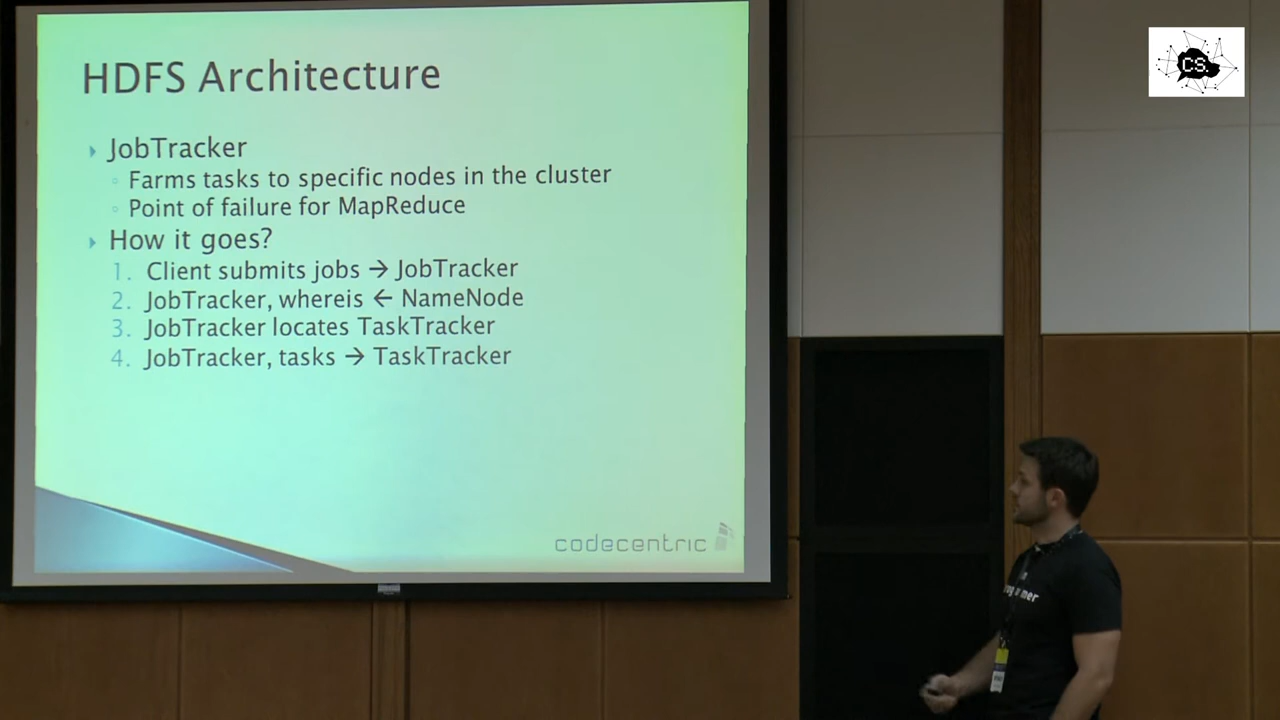 HDFS Architecture
JobTracker
Farms tasks to specific nodes in the cluster
Point of failure for MapReduce
How it goes?
1. Client submits jobs → JobTracker
2. JobTracker, whereis ← NameNode
3. JobTracker locates TaskTracker
4. JobTracker, tasks → TaskTracker
codecentric
CS